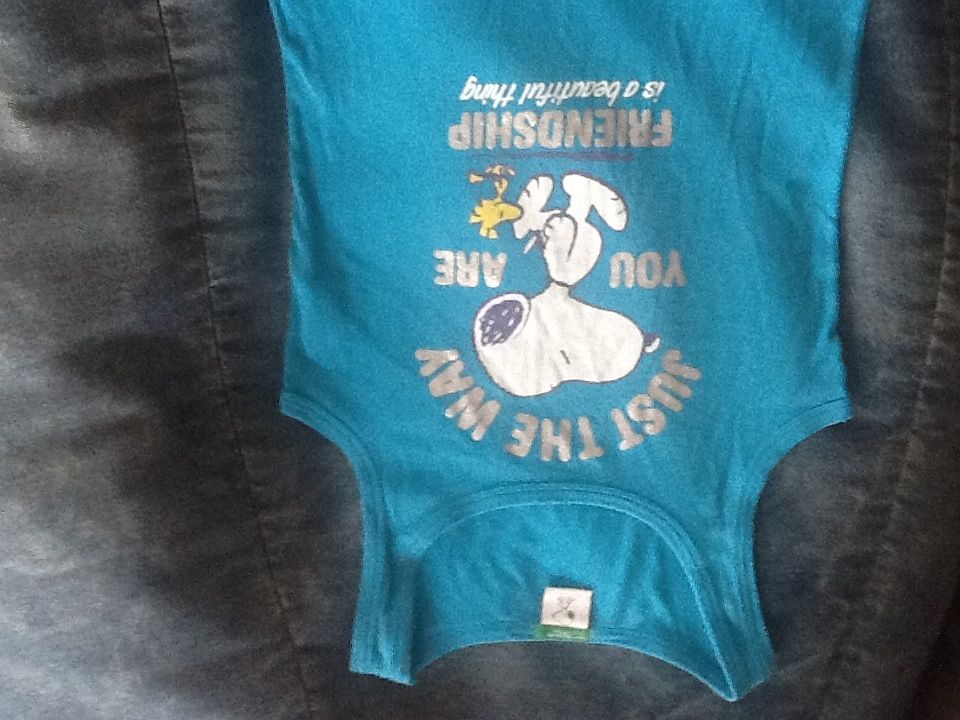 JUST THE WAY
YOU ARE
FRIENDSHIP
is a beautiful thing